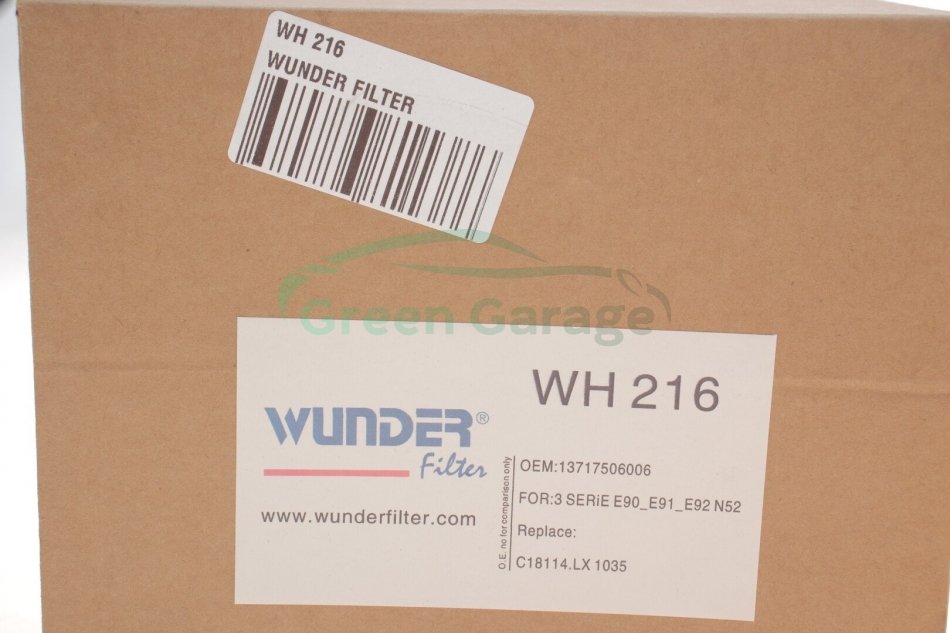 WH 216
WUNDER FILTER
Green Garage
WUNDER®
Filter
www.wunderfilter.com
WH 216
O.E. no for comparison only
OEM:13717506006
FOR:3 SERiE E90_E91_E92 N52
Replace:
C18114.LX 1035